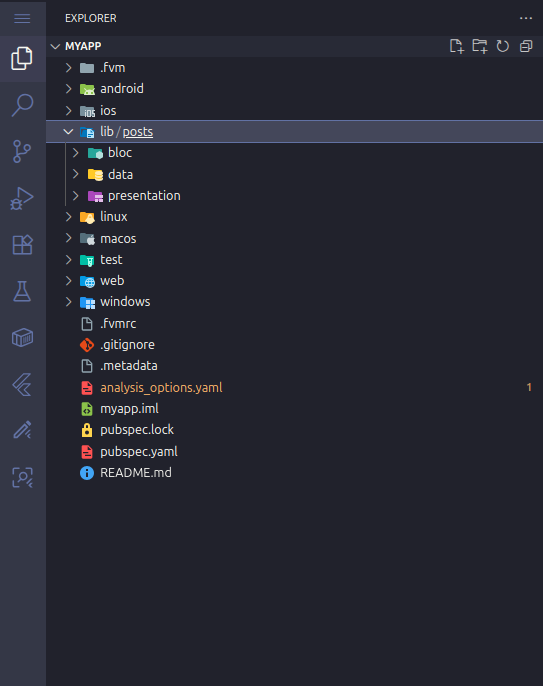 EXPLORER
MYAPP
.fvm
android
ios
lib / posts
bloc
data
presentation
linux
macos
test
web
windows
.fvmrc
.gitignore
.metadata
analysis_options.yaml 1
myapp.iml
pubspec.lock
pubspec.yaml
README.md